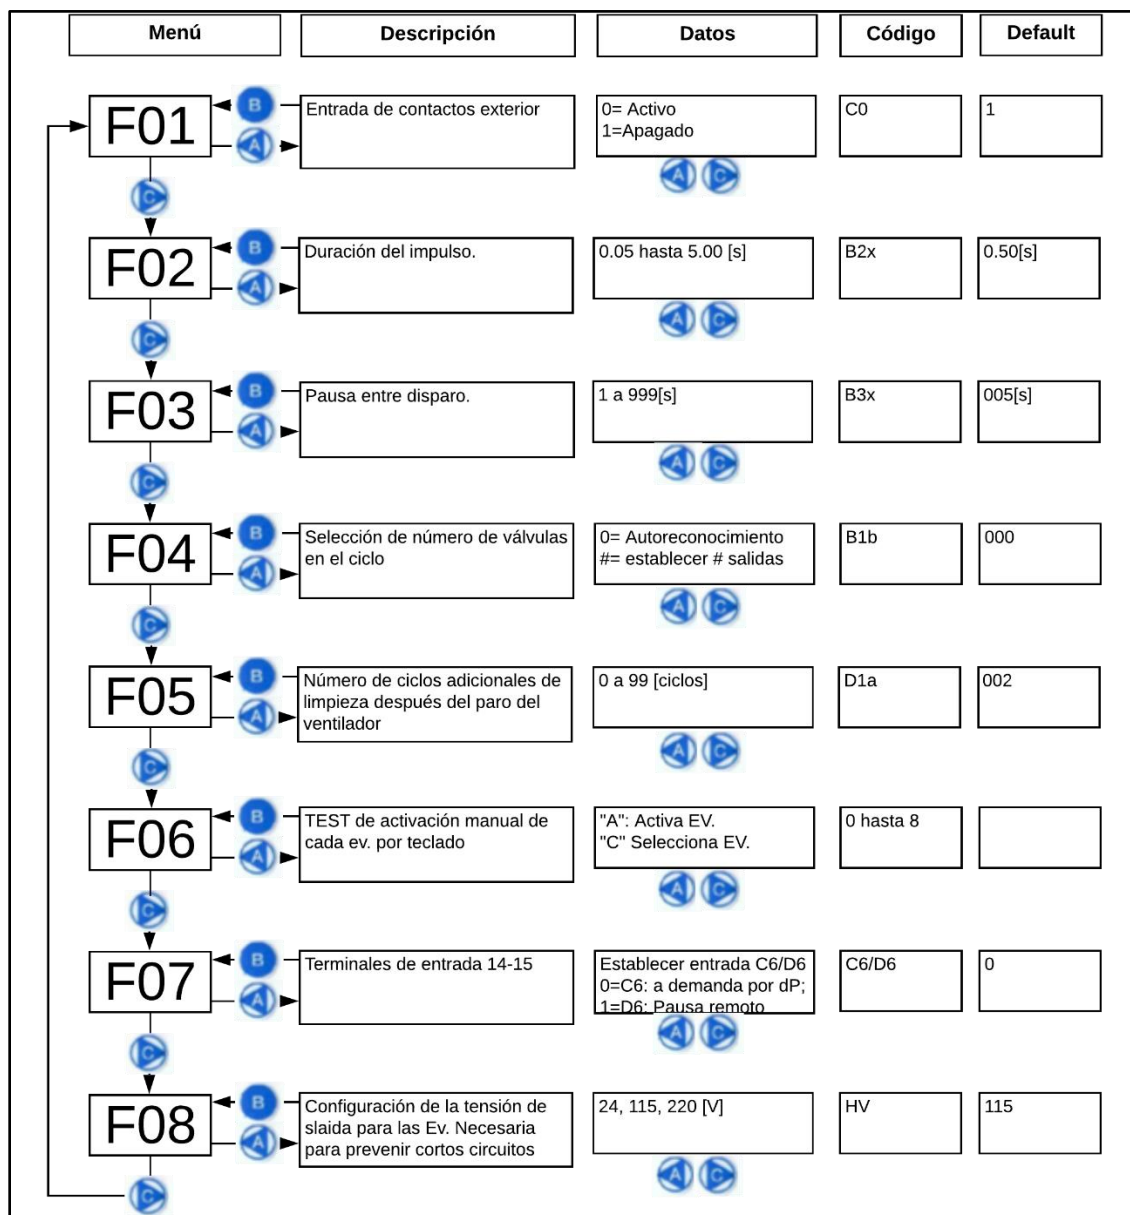 Menú
Descripción
Datos
Código
Default
F01
B
A
Entrada de contactos exterior
0= Activo
1=Apagado
C0
1
A C
C
F02
B
A
Duración del impulso.
0.05 hasta 5.00 [s]
B2x
0.50[s]
A C
C
F03
B
A
Pausa entre disparo.
1 a 999[s]
B3x
005[s]
A C
C
F04
B
A
Selección de número de válvulas
en el ciclo
0= Autoreconocimiento
#= establecer # salidas
B1b
000
A C
C
F05
B
A
Número de ciclos adicionales de
limpieza después del paro del
ventilador
0 a 99 [ciclos]
D1a
002
A C
C
F06
B
A
TEST de activación manual de
cada ev. por teclado
"A": Activa EV.
"C" Selecciona EV.
0 hasta 8
A C
C
F07
B
A
Terminales de entrada 14-15
Establecer entrada C6/D6
0=C6: a demanda por dP;
1=D6: Pausa remoto
C6/D6
0
A C
C
F08
B
A
Configuración de la tensión de
slaida para las Ev. Necesaria
para prevenir cortos circuitos
24, 115, 220 [V]
HV
115
A C
C